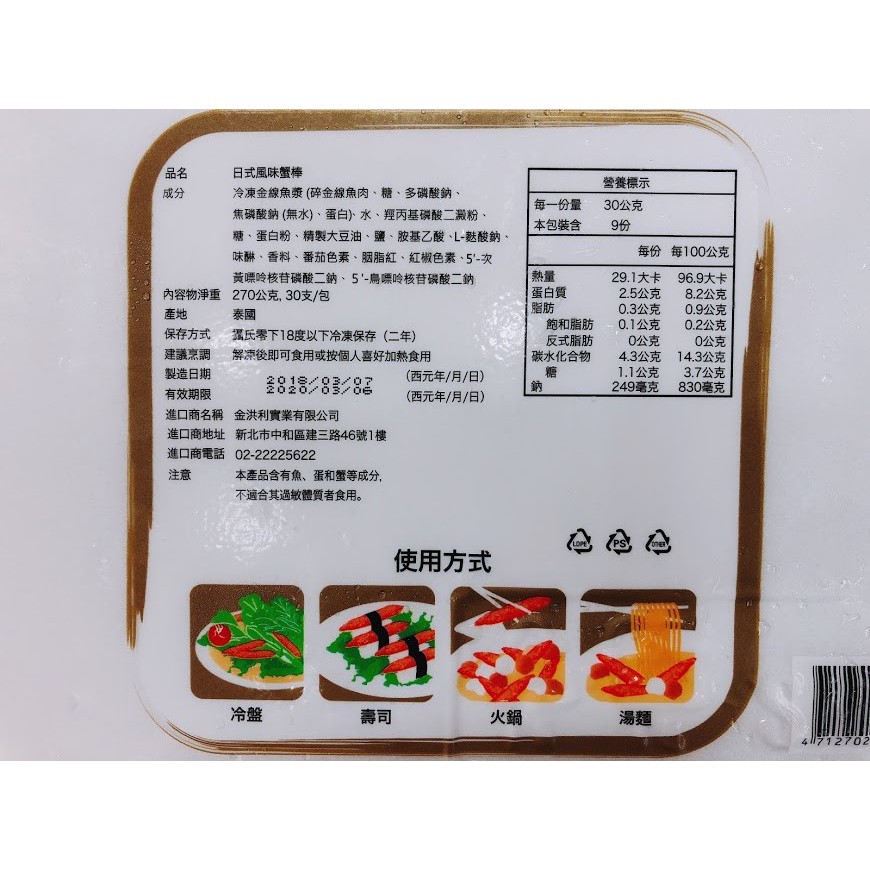 品名 日式風味蟹棒
成分 冷凍金線魚漿 (碎金線魚肉、糖、多磷酸鈉、
焦磷酸鈉 (無水)、蛋白)、水、羥丙基磷酸二澱粉、
糖、蛋白粉、精製大豆油、鹽、胺基乙酸、L-麩酸鈉、
味醂、香料、番茄色素、胭脂紅、紅椒色素、5'-次
黃嘌呤核苷磷酸二鈉、5'-鳥嘌呤核苷磷酸二鈉
內容物淨重 270公克, 30支/包
產地 泰國
保存方式 攝氏零下18度以下冷凍保存（二年）
建議烹調 解凍後即可食用或按個人喜好加熱食用
製造日期 2018/03/07 (西元年/月/日)
有效期限 2020/03/06 (西元年/月/日)
進口商名稱 金洪利實業有限公司
進口商地址 新北市中和區建三路46號1樓
進口商電話 02-22225622
注意 本產品含有魚、蛋和蟹等成分,
不適合其過敏體質者食用。
營養標示
每一份量 30公克
本包裝含 9份
每份 每100公克
熱量 29.1大卡 96.9大卡
蛋白質 2.5公克 8.2公克
脂肪 0.3公克 0.9公克
飽和脂肪 0.1公克 0.2公克
反式脂肪 0公克 0公克
碳水化合物 4.3公克 14.3公克
糖 1.1公克 3.7公克
鈉 249毫克 830毫克
LDPE PS OTHER
使用方式
冷盤 壽司 火鍋 湯麵
4 712702